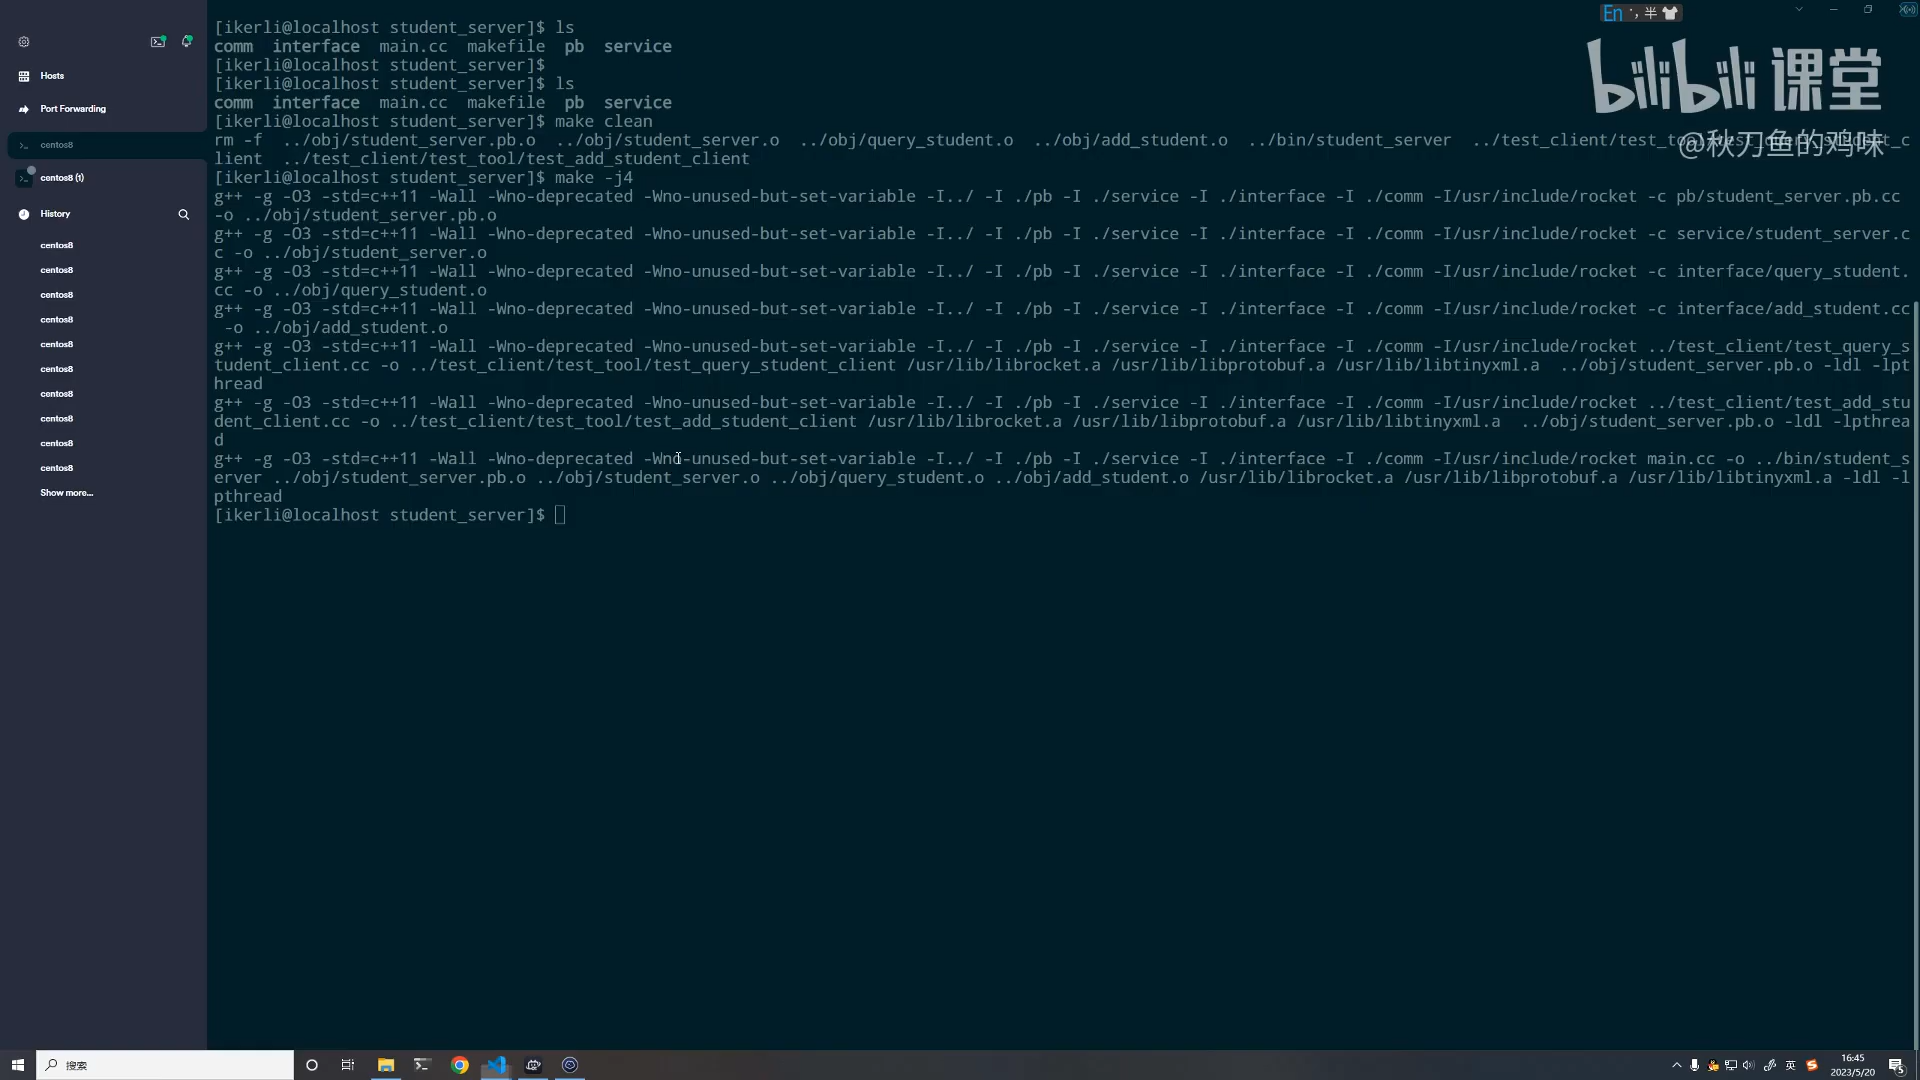 Hosts
Port Forwarding
centos8
centos8 (1)
History
centos8
centos8
centos8
centos8
centos8
centos8
centos8
centos8
centos8
centos8
Show more...
[ikerli@localhost student_server]$ ls
comm  interface  main.cc  makefile  pb  service
[ikerli@localhost student_server]$
[ikerli@localhost student_server]$ ls
comm  interface  main.cc  makefile  pb  service
[ikerli@localhost student_server]$ make clean
rm -f  ../obj/student_server.pb.o  ../obj/student_server.o  ../obj/query_student.o  ../obj/add_student.o  ../bin/student_server  ../test_client/test_tool/test_query_student_c
lient  ../test_client/test_tool/test_add_student_client
[ikerli@localhost student_server]$ make -j4
g++ -g -O3 -std=c++11 -Wall -Wno-deprecated -Wno-unused-but-set-variable -I../ -I ./pb -I ./service -I ./interface -I ./comm -I/usr/include/rocket -c pb/student_server.pb.cc
-o ../obj/student_server.pb.o
g++ -g -O3 -std=c++11 -Wall -Wno-deprecated -Wno-unused-but-set-variable -I../ -I ./pb -I ./service -I ./interface -I ./comm -I/usr/include/rocket -c service/student_server.c
c -o ../obj/student_server.o
g++ -g -O3 -std=c++11 -Wall -Wno-deprecated -Wno-unused-but-set-variable -I../ -I ./pb -I ./service -I ./interface -I ./comm -I/usr/include/rocket -c interface/query_student.
cc -o ../obj/query_student.o
g++ -g -O3 -std=c++11 -Wall -Wno-deprecated -Wno-unused-but-set-variable -I../ -I ./pb -I ./service -I ./interface -I ./comm -I/usr/include/rocket -c interface/add_student.cc
 -o ../obj/add_student.o
g++ -g -O3 -std=c++11 -Wall -Wno-deprecated -Wno-unused-but-set-variable -I../ -I ./pb -I ./service -I ./interface -I ./comm -I/usr/include/rocket ../test_client/test_query_s
tudent_client.cc -o ../test_client/test_tool/test_query_student_client /usr/lib/librocket.a /usr/lib/libprotobuf.a /usr/lib/libtinyxml.a  ../obj/student_server.pb.o -ldl -lpt
hread
g++ -g -O3 -std=c++11 -Wall -Wno-deprecated -Wno-unused-but-set-variable -I../ -I ./pb -I ./service -I ./interface -I ./comm -I/usr/include/rocket ../test_client/test_add_stu
dent_client.cc -o ../test_client/test_tool/test_add_student_client /usr/lib/librocket.a /usr/lib/libprotobuf.a /usr/lib/libtinyxml.a  ../obj/student_server.pb.o -ldl -lpthrea
d
g++ -g -O3 -std=c++11 -Wall -Wno-deprecated -Wno-unused-but-set-variable -I../ -I ./pb -I ./service -I ./interface -I ./comm -I/usr/include/rocket main.cc -o ../bin/student_s
erver ../obj/student_server.pb.o ../obj/student_server.o ../obj/query_student.o ../obj/add_student.o /usr/lib/librocket.a /usr/lib/libprotobuf.a /usr/lib/libtinyxml.a -ldl -l
pthread
[ikerli@localhost student_server]$
En 半
bilibili 课堂
@秋刀鱼的鸡味
搜索
英
16:45
2023/5/20
5